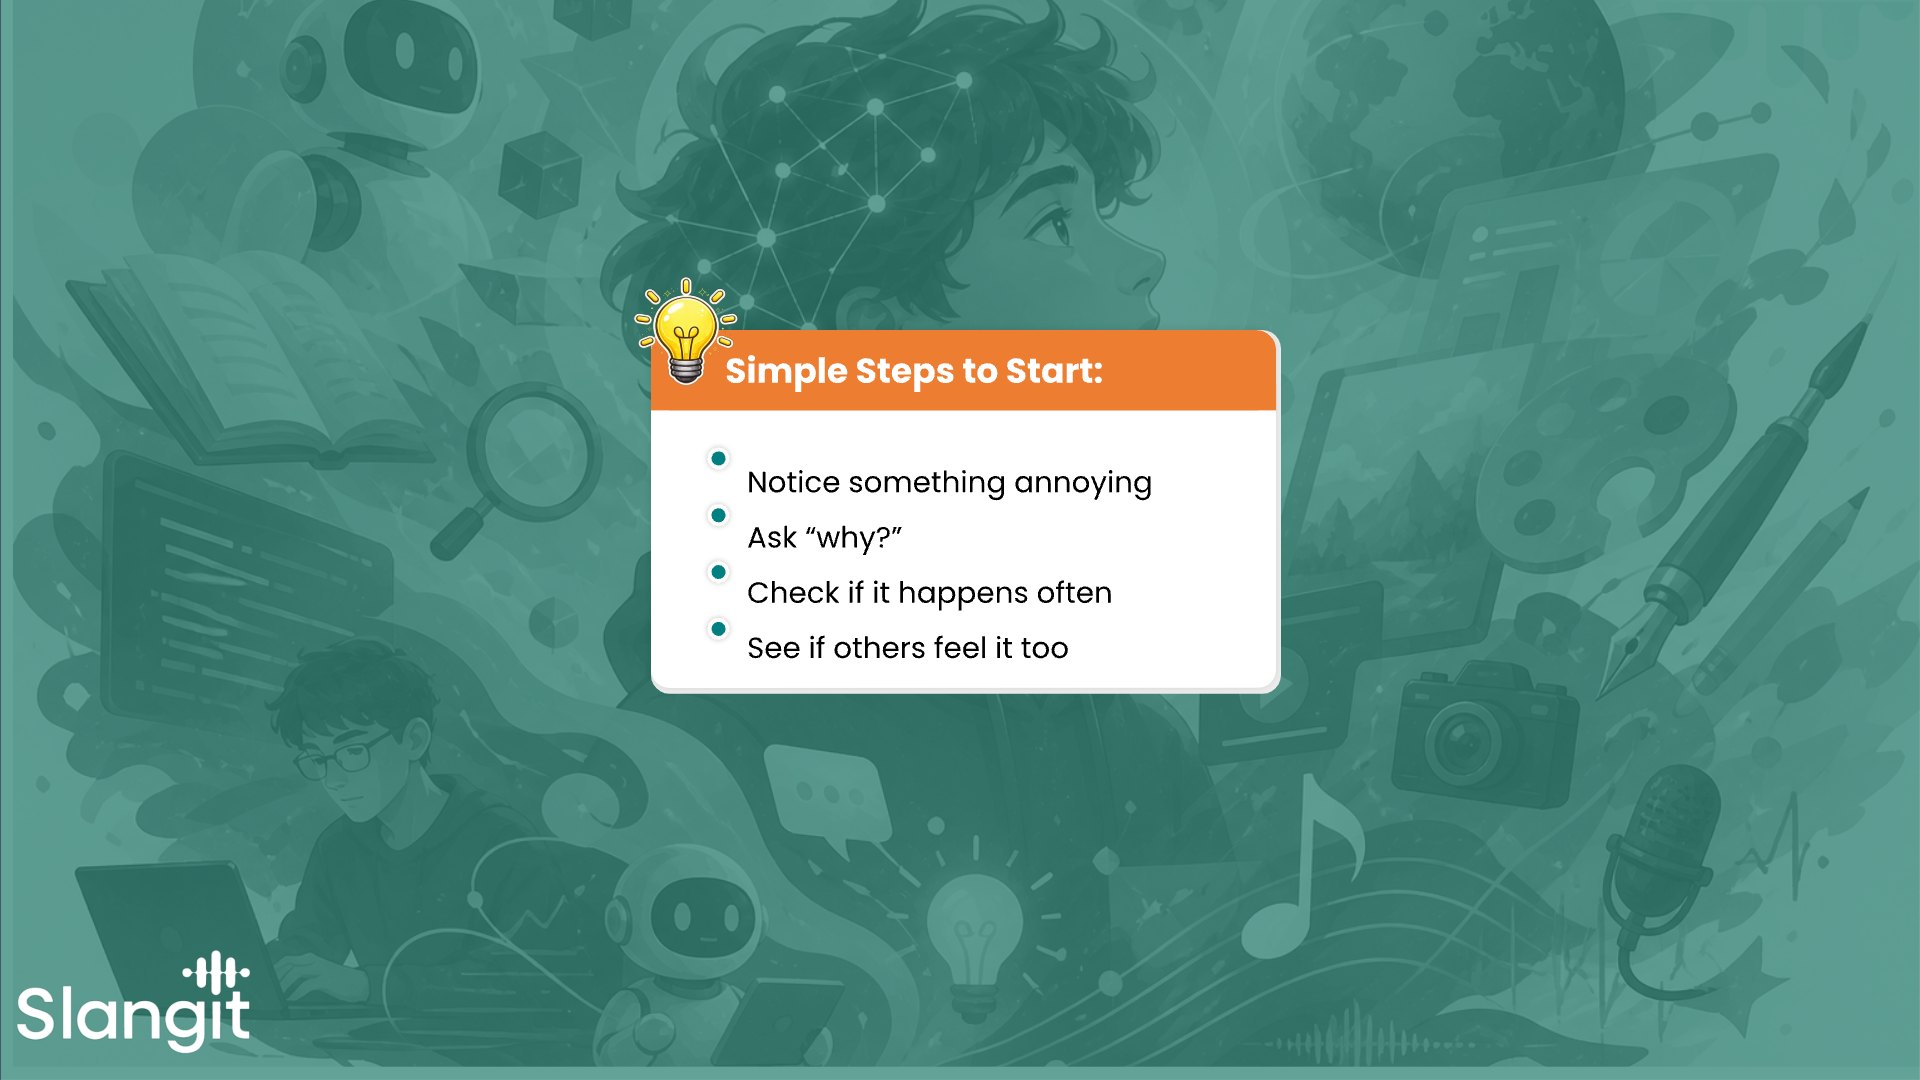 Simple Steps to Start:
Notice something annoying
Ask “why?”
Check if it happens often
See if others feel it too
Slangit